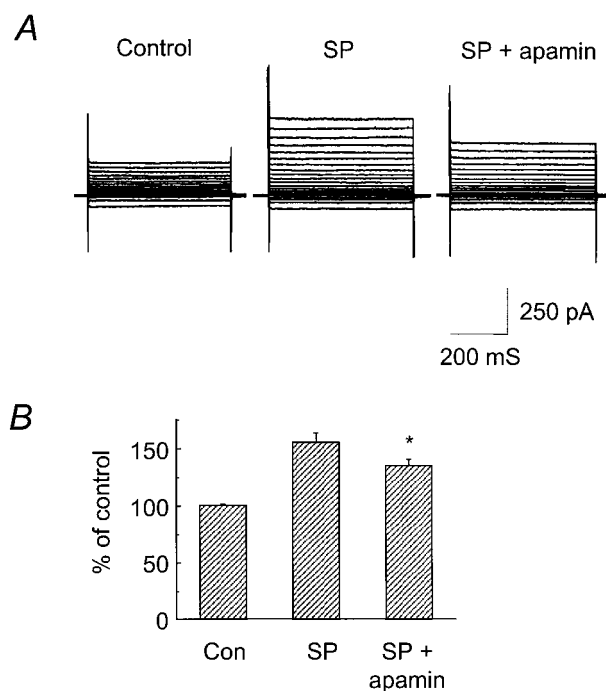 A
Control
SP
SP + apamin
250 pA
200 mS
B
% of control
150
100
50
0
Con
SP
SP +
apamin
*